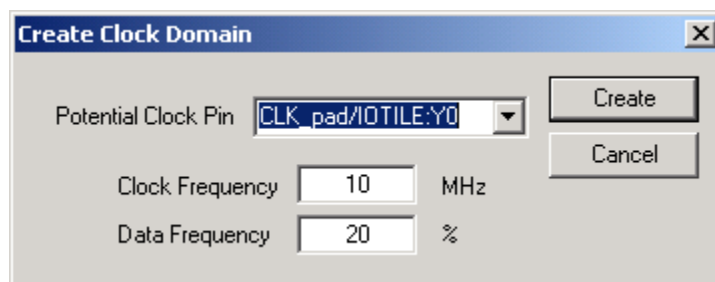 Create Clock Domain
Potential Clock Pin CLK_pad/IOTILE:Y0 Create
Cancel
Clock Frequency 10 MHz
Data Frequency 20 %